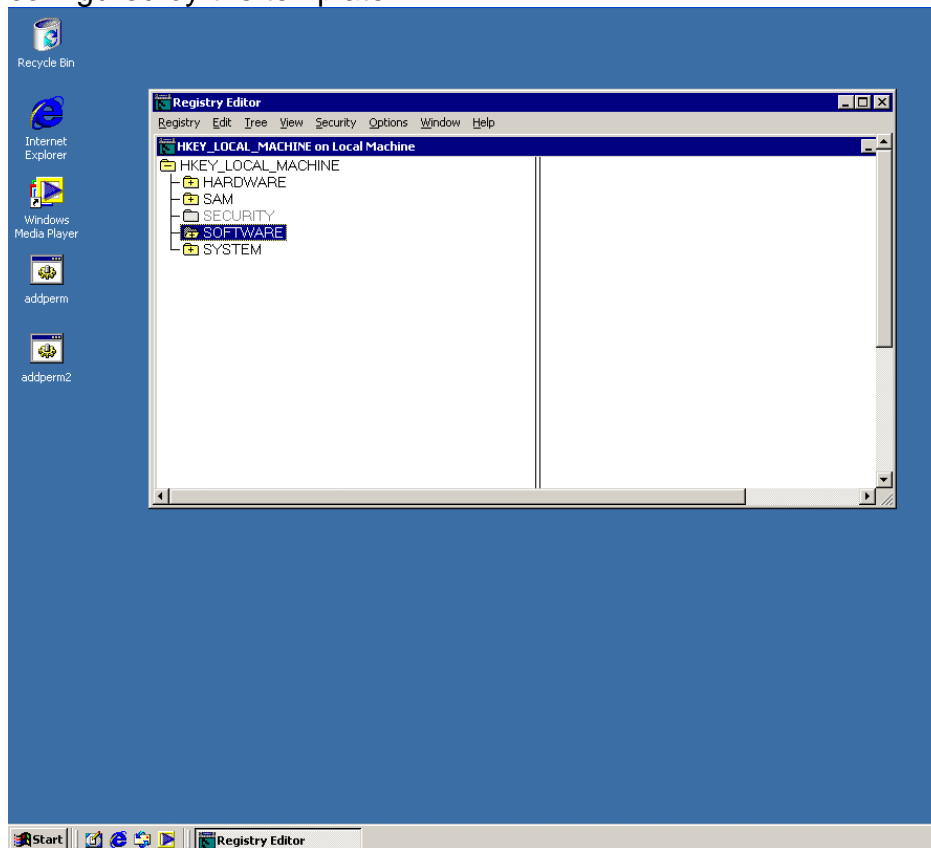 Recycle Bin
Internet
Explorer
Windows
Media Player
addperm
addperm2
Registry Editor
Registry Edit Tree View Security Options Window Help
HKEY_LOCAL_MACHINE on Local Machine
HKEY_LOCAL_MACHINE
HARDWARE
SAM
SECURITY
SOFTWARE
SYSTEM
Start
Registry Editor